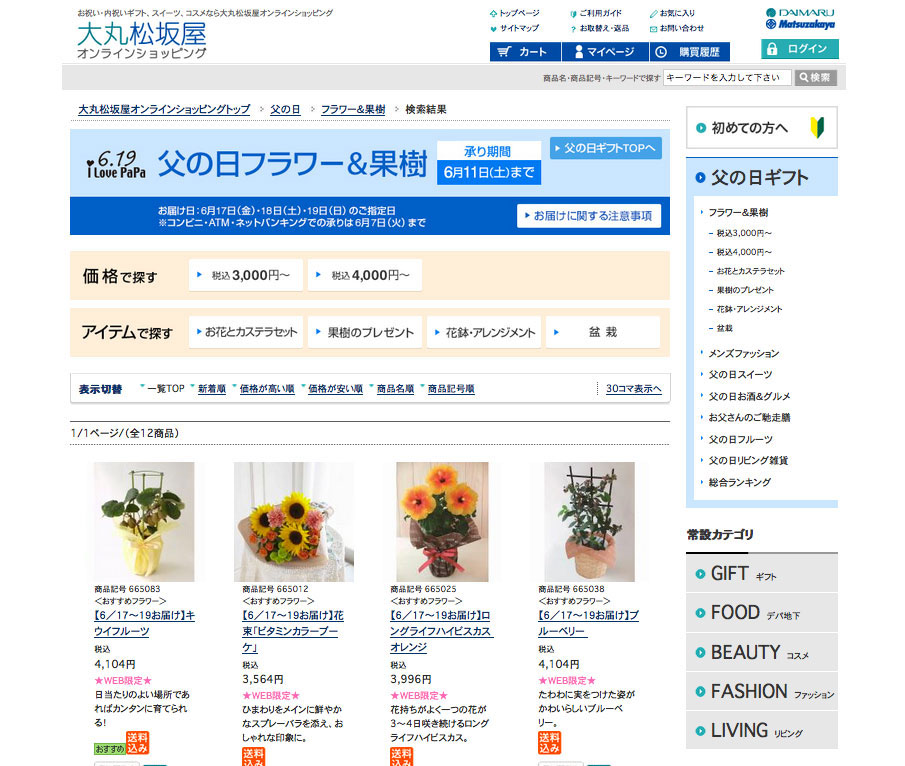 お祝い・内祝いギフト、スイーツ、コスメなら大丸松坂屋オンラインショッピング
大丸松坂屋
オンラインショッピング
トップページ
ご利用ガイド
お気に入り
サイトマップ
お取替え・返品
お問い合わせ
DAIMARU
Matsuzakaya
カート
マイページ
購買履歴
ログイン
商品名・商品記号・キーワードで探す
キーワードを入力して下さい
検索
大丸松坂屋オンラインショッピングトップ > 父の日 > フラワー&果樹 > 検索結果
6.19
I Love PaPa
父の日フラワー&果樹
承り期間
6月11日(土)まで
父の日ギフトTOPへ
お届け日:6月17日(金)・18日(土)・19日(日)のご指定日
※コンビニ・ATM・ネットバンキングでの承りは6月7日(火)まで
お届けに関する注意事項
価格で探す
税込3,000円〜
税込4,000円〜
アイテムで探す
お花とカステラセット
果樹のプレゼント
花鉢・アレンジメント
盆栽
表示切替
一覧TOP
新着順
価格が高い順
価格が安い順
商品名順
商品記号順
30コマ表示へ
1/1ページ/(全12商品)
商品記号 665083
<おすすめフラワー>
【6/17〜19お届け】キ
ウイフルーツ
税込
4,104円
★WEB限定★
日当たりのよい場所であ
ればカンタンに育てられ
る!
おすすめ
送料
込み
商品記号 665012
<おすすめフラワー>
【6/17〜19お届け】花
束「ビタミンカラーブー
ケ」
税込
3,564円
★WEB限定★
ひまわりをメインに鮮やか
なスプレーバラを添え、お
しゃれな印象に。
送料
込み
商品記号 665025
<おすすめフラワー>
【6/17〜19お届け】ロ
ングライフハイビスカス
オレンジ
税込
3,996円
★WEB限定★
花持ちがよく一つの花が
3〜4日咲き続けるロング
ライフハイビスカス。
送料
込み
商品記号 665038
<おすすめフラワー>
【6/17〜19お届け】ブ
ルーベリー
税込
4,104円
★WEB限定★
たわわに実をつけた姿が
かわいらしいブルーベ
リー。
送料
込み
初めての方へ
父の日ギフト
フラワー&果樹
税込3,000円〜
税込4,000円〜
お花とカステラセット
果樹のプレゼント
花鉢・アレンジメント
盆栽
メンズファッション
父の日スイーツ
父の日お酒&グルメ
お父さんのご馳走膳
父の日フルーツ
父の日リビング雑貨
総合ランキング
常設カテゴリ
GIFT ギフト
FOOD デパ地下
BEAUTY コスメ
FASHION ファッション
LIVING リビング